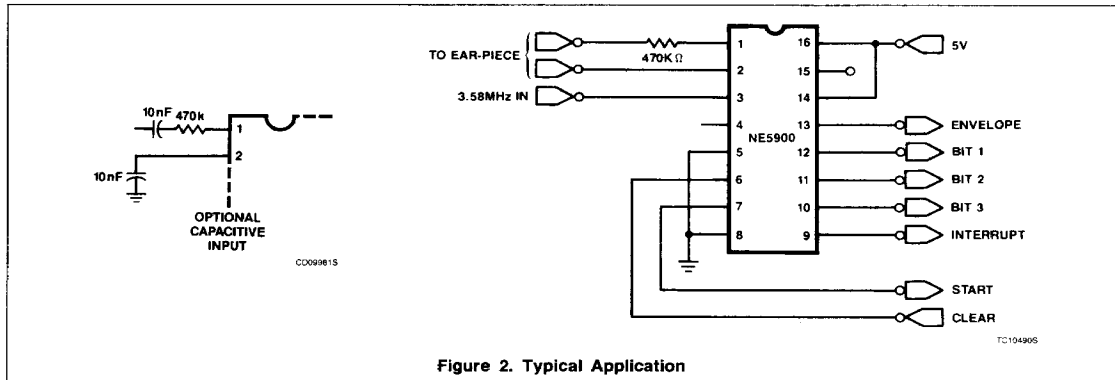 10nF 470k
1
2
10nF
OPTIONAL
CAPACITIVE
INPUT
CD09981S
TO EAR-PIECE
470KΩ
3.58MHz IN
NE5900
1 16
2 15
3 14
4 13
5 12
6 11
7 10
8 9
5V
ENVELOPE
BIT 1
BIT 2
BIT 3
INTERRUPT
START
CLEAR
TC10490S
Figure 2. Typical Application